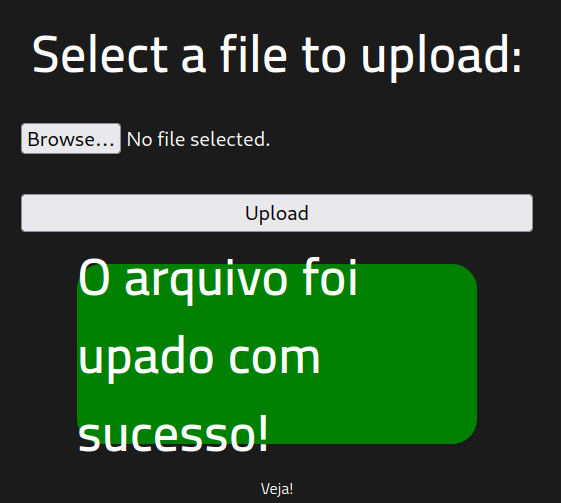 Select a file to upload:
Browse... No file selected.
Upload
O arquivo foi
upado com
sucesso!
Veja!